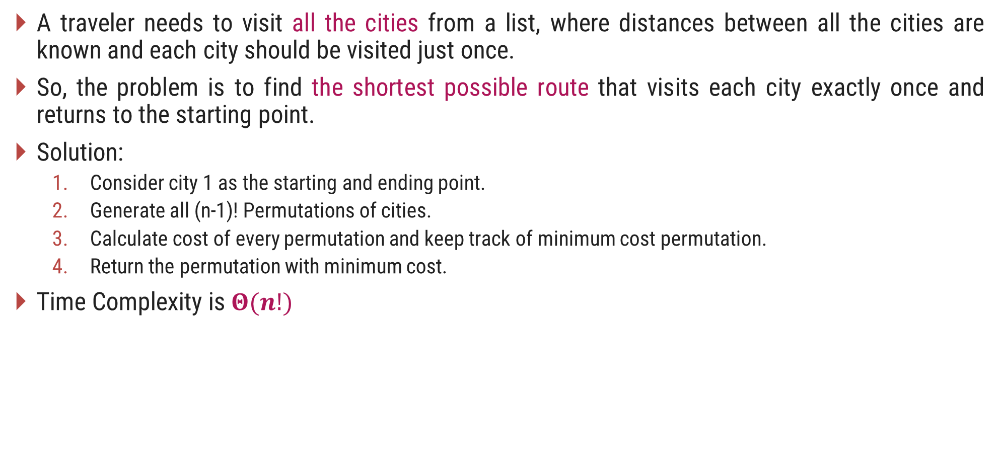 A traveler needs to visit all the cities from a list, where distances between all the cities are
known and each city should be visited just once.
So, the problem is to find the shortest possible route that visits each city exactly once and
returns to the starting point.
Solution:
1. Consider city 1 as the starting and ending point.
2. Generate all (n-1)! Permutations of cities.
3. Calculate cost of every permutation and keep track of minimum cost permutation.
4. Return the permutation with minimum cost.
Time Complexity is Θ(n!)